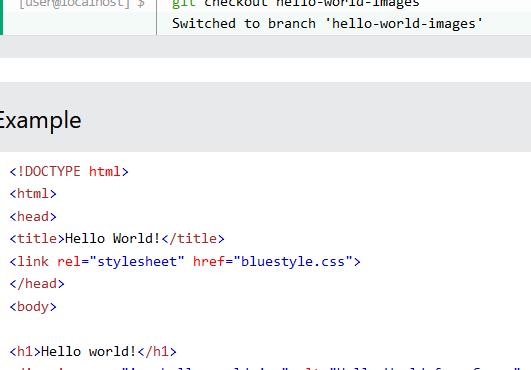 [user@localhost] $ git checkout hello-world-images
Switched to branch 'hello-world-images'
Example
<!DOCTYPE html>
<html>
<head>
<title>Hello World!</title>
<link rel="stylesheet" href="bluestyle.css">
</head>
<body>
<h1>Hello world!</h1>